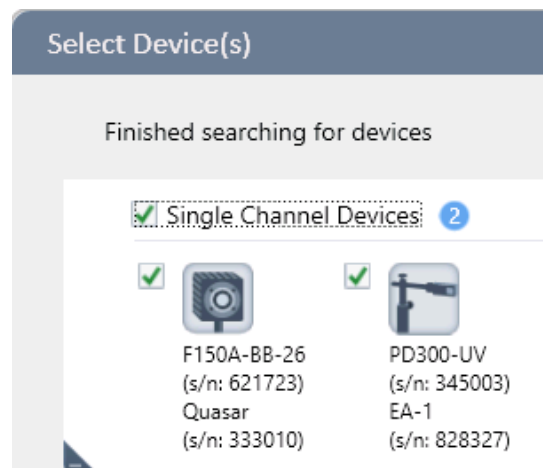 Select Device(s)
Finished searching for devices
Single Channel Devices 2
F150A-BB-26
(s/n: 621723)
Quasar
(s/n: 333010)
PD300-UV
(s/n: 345003)
EA-1
(s/n: 828327)